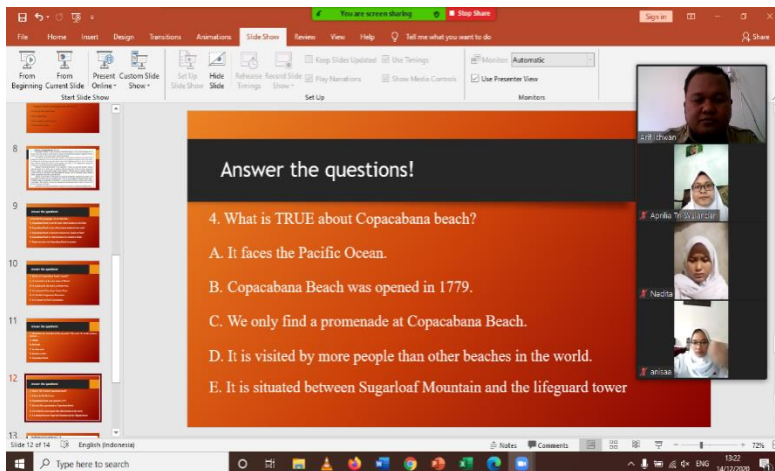 You are screen sharing
Stop Share
Sign in
File Home Insert Design Transitions Animations Slide Show Review View Help Tell me what you want to do
Share
From Beginning
From Current Slide
Present Online
Custom Slide Show
Set Up Slide Show
Hide Slide
Rehearse Timings
Record Slide Show
Keep Slides Updated
Use Timings
Play Narrations
Show Media Controls
Monitor: Automatic
Use Presenter View
Start Slide Show
Set Up
Monitors
8
9
10
11
12
13
Answer the questions!
4. What is TRUE about Copacabana beach?
A. It faces the Pacific Ocean.
B. Copacabana Beach was opened in 1779.
C. We only find a promenade at Copacabana Beach.
D. It is visited by more people than other beaches in the world.
E. It is situated between Sugarloaf Mountain and the lifeguard tower
Arif Ichwan
Aprilia Tri Wulandari
Nadita
anisaa
Slide 12 of 14 English (Indonesia)
Notes Comments 72%
Type here to search
ENG
13:22
14/12/2020